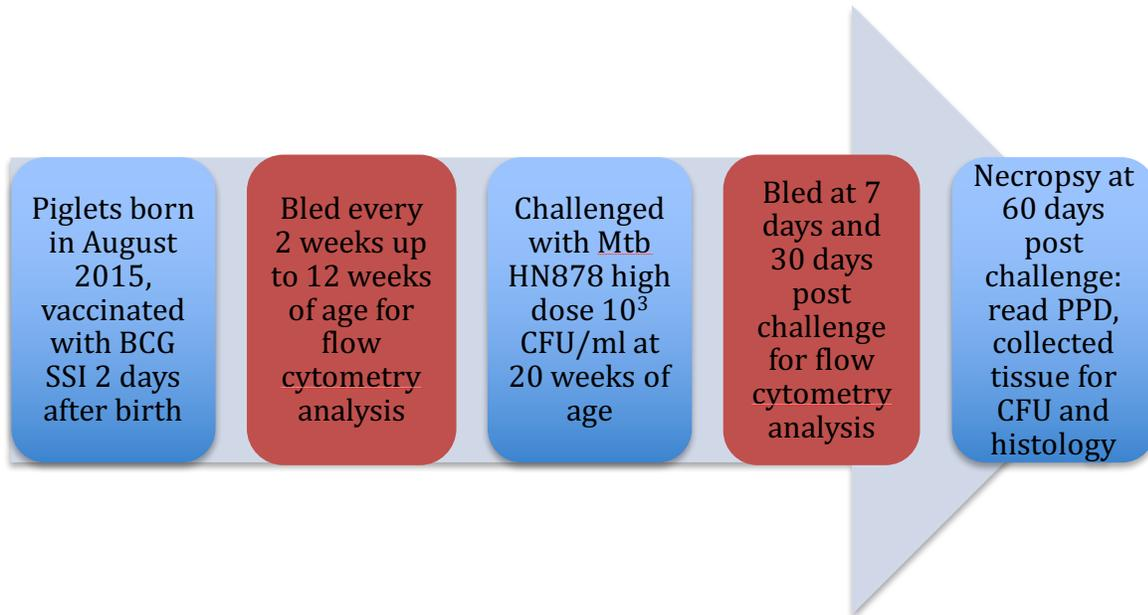 Piglets born
in August
2015,
vaccinated
with BCG
SSI 2 days
after birth
Bled every
2 weeks up
to 12 weeks
of age for
flow
cytometry
analysis
Challenged
with Mtb
HN878 high
dose 10³
CFU/ml at
20 weeks of
age
Bled at 7
days and
30 days
post
challenge
for flow
cytometry
analysis
Necropsy at
60 days
post
challenge:
read PPD,
collected
tissue for
CFU and
histology